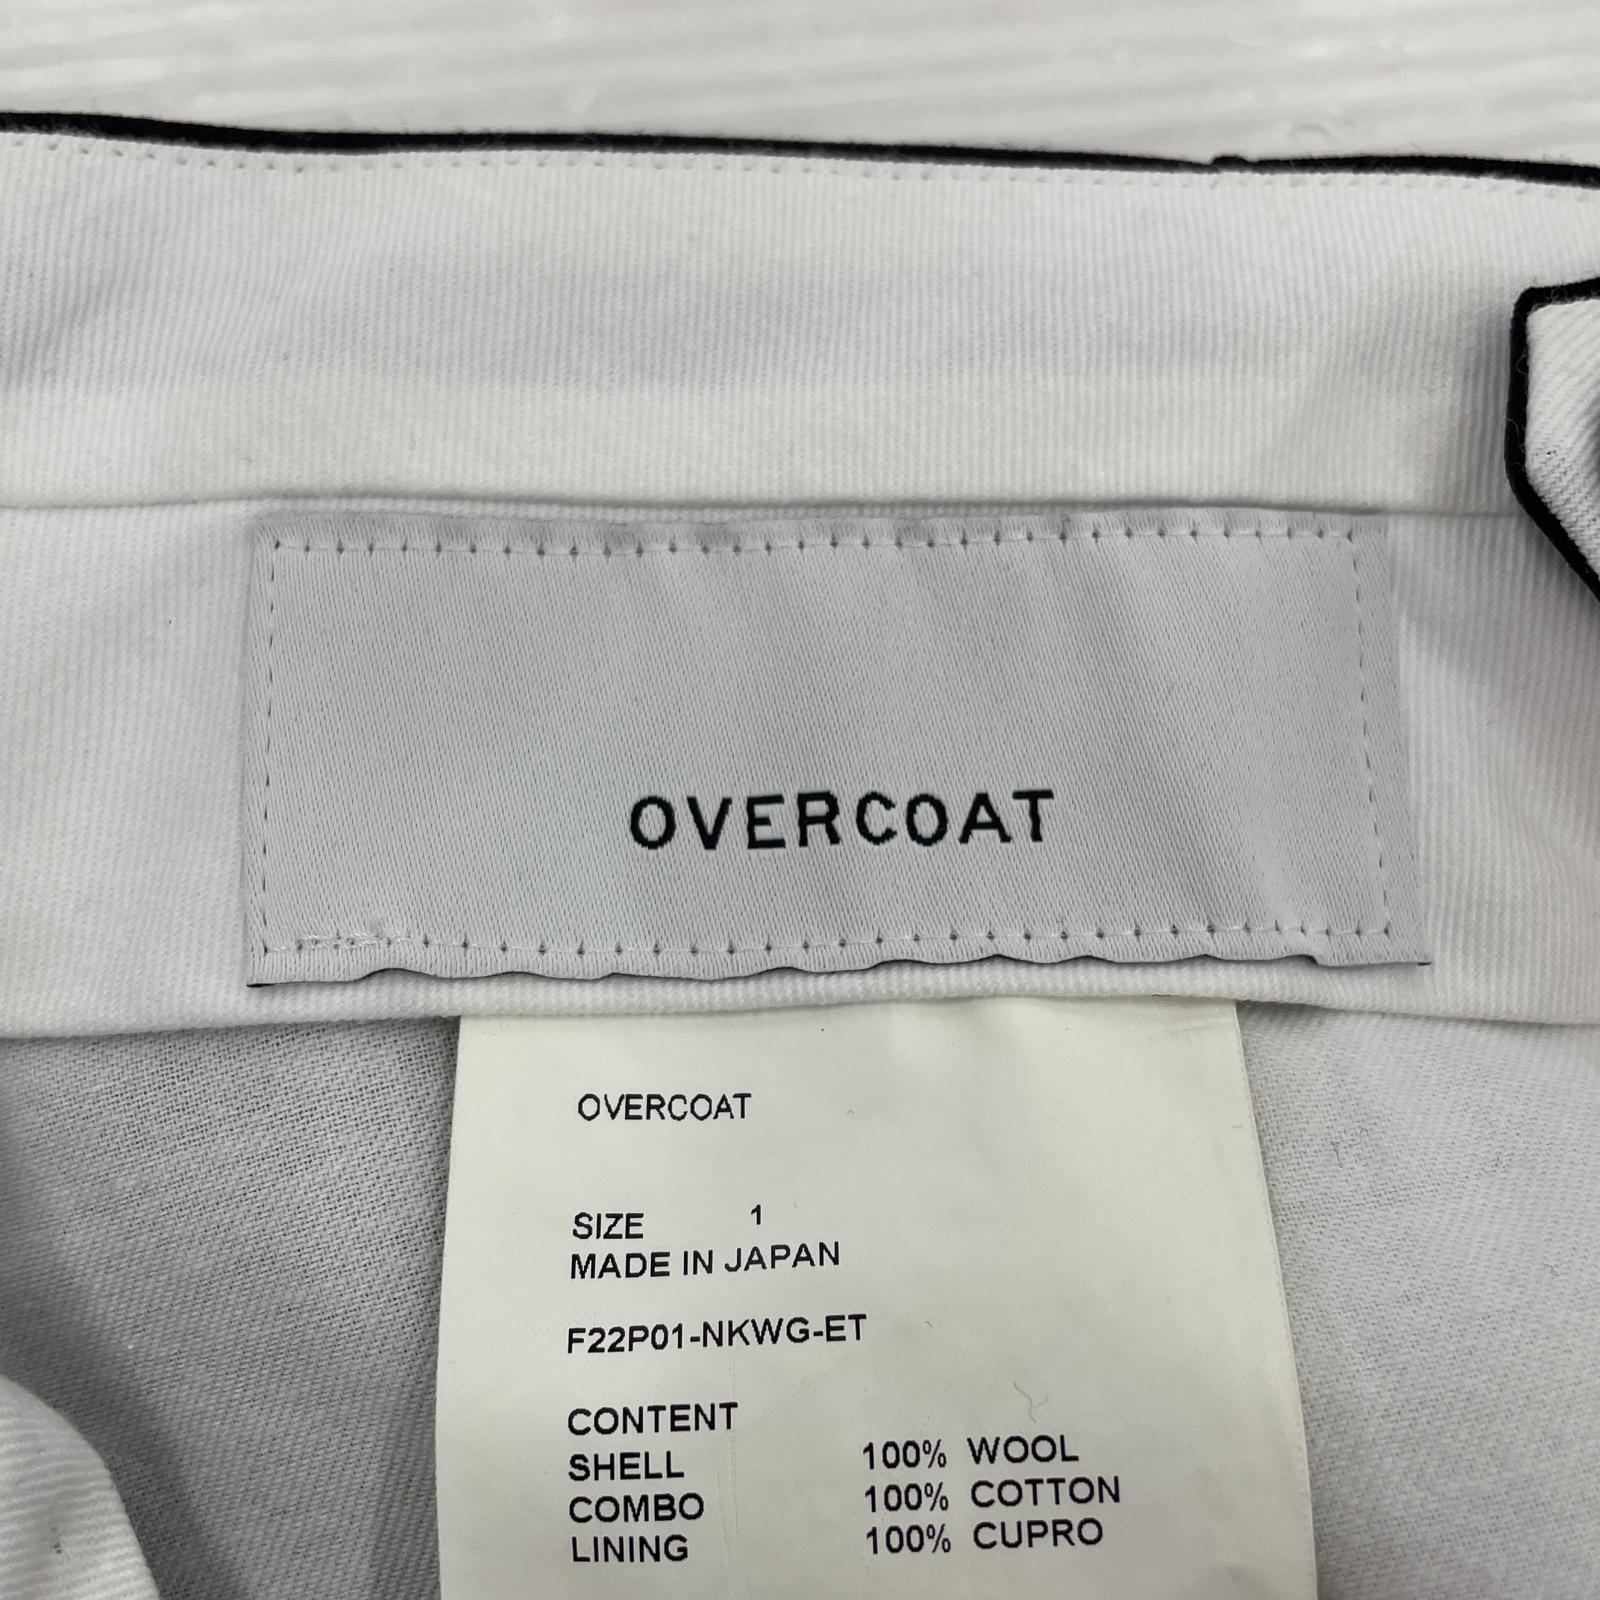 OVERCOAT
OVERCOAT
SIZE 1
MADE IN JAPAN
F22P01-NKWG-ET
CONTENT
SHELL 100% WOOL
COMBO 100% COTTON
LINING 100% CUPRO